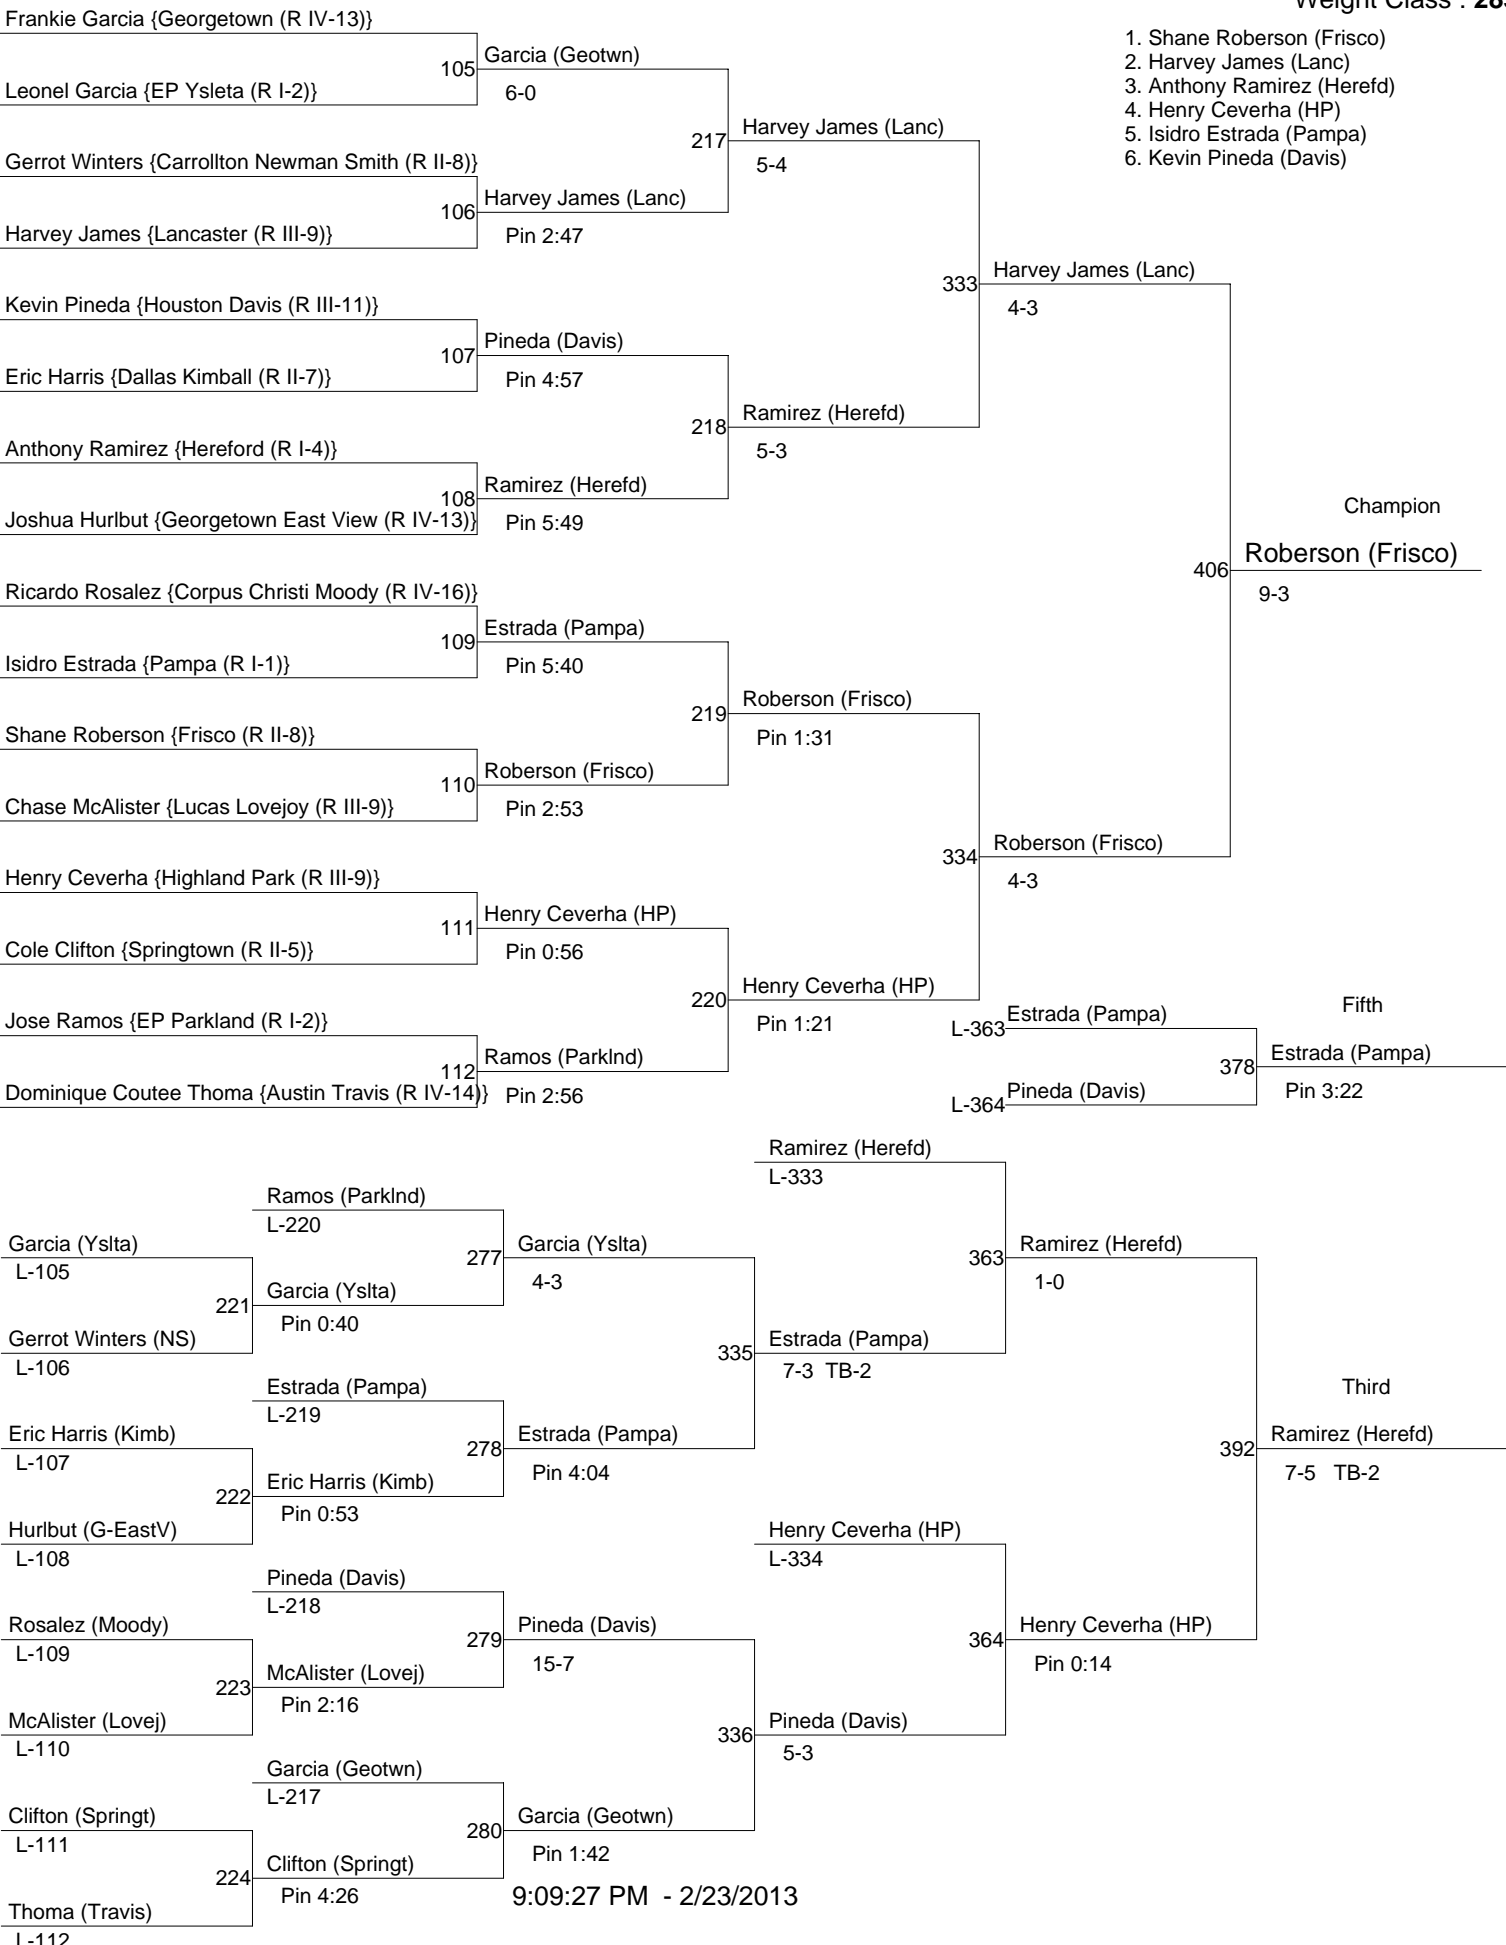 Weight Class : 285
1. Shane Roberson (Frisco)
2. Harvey James (Lanc)
3. Anthony Ramirez (Herefd)
4. Henry Ceverha (HP)
5. Isidro Estrada (Pampa)
6. Kevin Pineda (Davis)
Frankie Garcia {Georgetown (R IV-13)}
105
Leonel Garcia {EP Ysleta (R I-2)}
Garcia (Geotwn)
6-0
Gerrot Winters {Carrollton Newman Smith (R II-8)}
106
Harvey James {Lancaster (R III-9)}
Harvey James (Lanc)
Pin 2:47
217
Harvey James (Lanc)
5-4
Kevin Pineda {Houston Davis (R III-11)}
107
Eric Harris {Dallas Kimball (R II-7)}
Pineda (Davis)
Pin 4:57
Anthony Ramirez {Hereford (R I-4)}
108
Joshua Hurlbut {Georgetown East View (R IV-13)}
Ramirez (Herefd)
Pin 5:49
218
Ramirez (Herefd)
5-3
333
Harvey James (Lanc)
4-3
Ricardo Rosalez {Corpus Christi Moody (R IV-16)}
109
Isidro Estrada {Pampa (R I-1)}
Estrada (Pampa)
Pin 5:40
Shane Roberson {Frisco (R II-8)}
110
Chase McAlister {Lucas Lovejoy (R III-9)}
Roberson (Frisco)
Pin 2:53
219
Roberson (Frisco)
Pin 1:31
Henry Ceverha {Highland Park (R III-9)}
111
Cole Clifton {Springtown (R II-5)}
Henry Ceverha (HP)
Pin 0:56
Jose Ramos {EP Parkland (R I-2)}
112
Dominique Coutee Thoma {Austin Travis (R IV-14)}
Ramos (Parklnd)
Pin 2:56
220
Henry Ceverha (HP)
Pin 1:21
334
Roberson (Frisco)
4-3
Champion
406
Roberson (Frisco)
9-3
Fifth
L-363
Estrada (Pampa)
L-364
Pineda (Davis)
378
Estrada (Pampa)
Pin 3:22
Garcia (Yslta)
L-105
221
Gerrot Winters (NS)
L-106
Ramos (Parklnd)
L-220
Garcia (Yslta)
Pin 0:40
277
Garcia (Yslta)
4-3
Eric Harris (Kimb)
L-107
222
Hurlbut (G-EastV)
L-108
Estrada (Pampa)
L-219
Eric Harris (Kimb)
Pin 0:53
278
Estrada (Pampa)
Pin 4:04
335
Estrada (Pampa)
7-3 TB-2
Ramirez (Herefd)
L-333
363
Ramirez (Herefd)
1-0
Rosalez (Moody)
L-109
223
McAlister (Lovej)
L-110
Pineda (Davis)
L-218
McAlister (Lovej)
Pin 2:16
279
Pineda (Davis)
15-7
Clifton (Springt)
L-111
224
Thoma (Travis)
L-112
Garcia (Geotwn)
L-217
Clifton (Springt)
Pin 4:26
280
Garcia (Geotwn)
Pin 1:42
336
Pineda (Davis)
5-3
Henry Ceverha (HP)
L-334
364
Henry Ceverha (HP)
Pin 0:14
Third
392
Ramirez (Herefd)
7-5 TB-2
9:09:27 PM - 2/23/2013